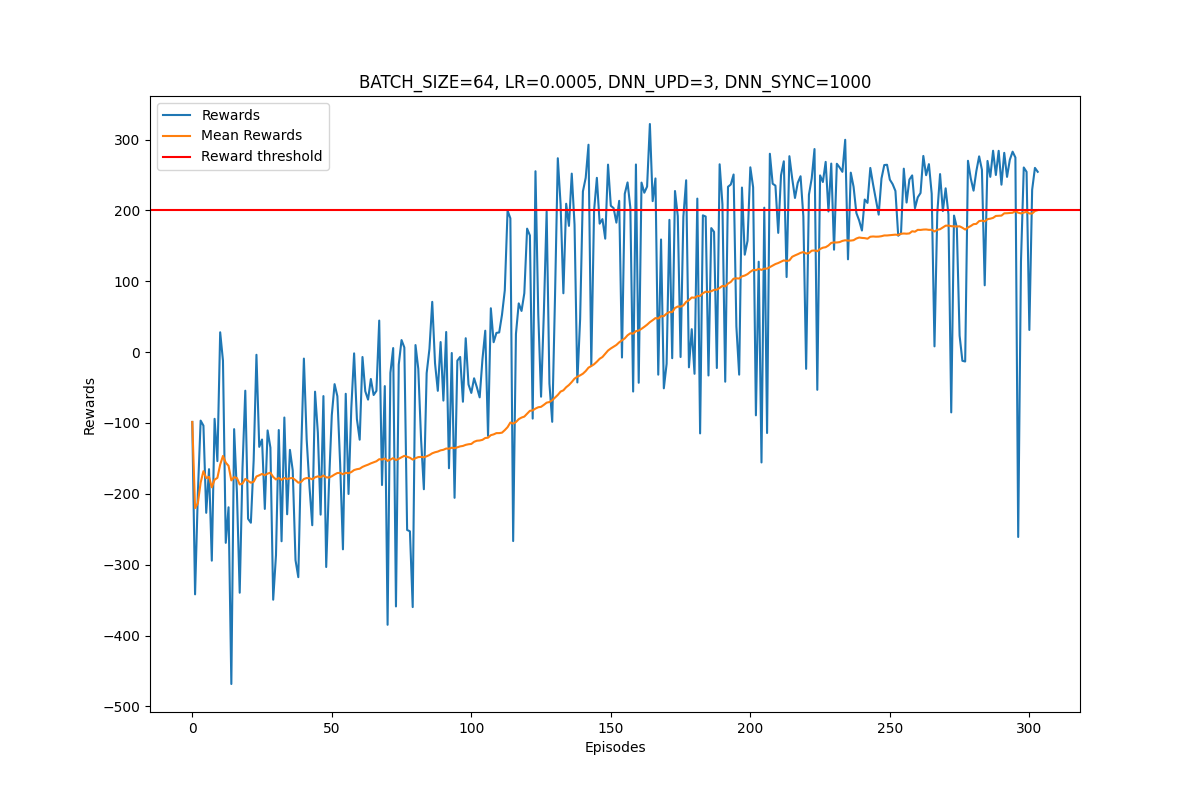 BATCH_SIZE=64, LR=0.0005, DNN_UPD=3, DNN_SYNC=1000
Rewards
Mean Rewards
Reward threshold
300
200
100
0
−100
−200
−300
−400
−500
Rewards
0
50
100
150
200
250
300
Episodes